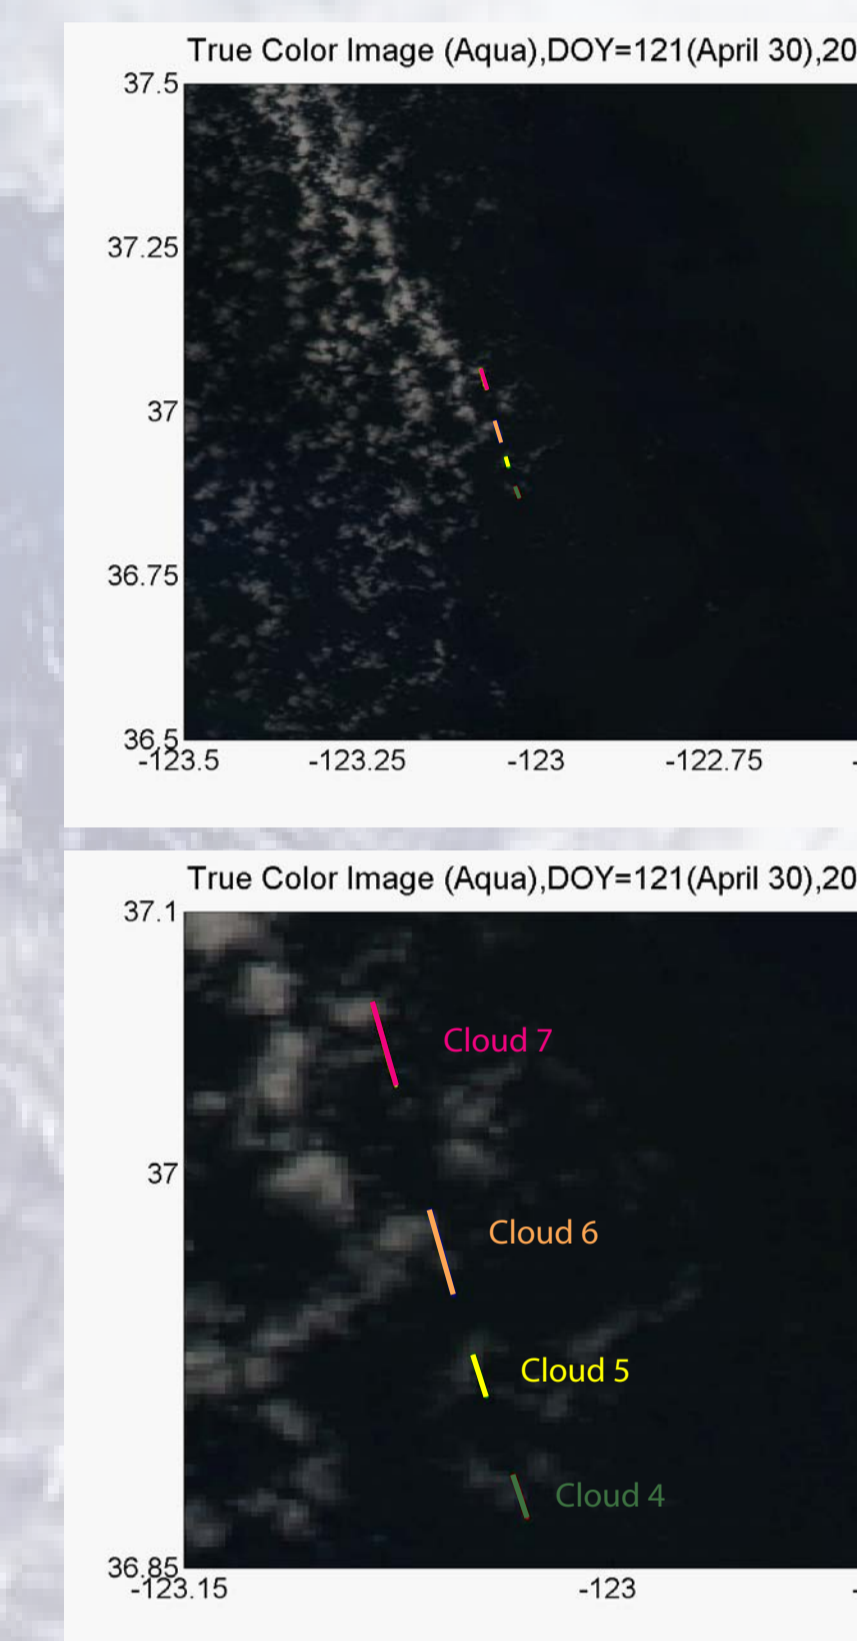 True Color Image (Aqua),DOY=121(April 30),20
37.5
37.25
37
36.75
36.5
-123.5 -123.25 -123 -122.75 -
True Color Image (Aqua),DOY=121(April 30),20
37.1
Cloud 7
37
Cloud 6
Cloud 5
Cloud 4
36.85
-123.15 -123 -